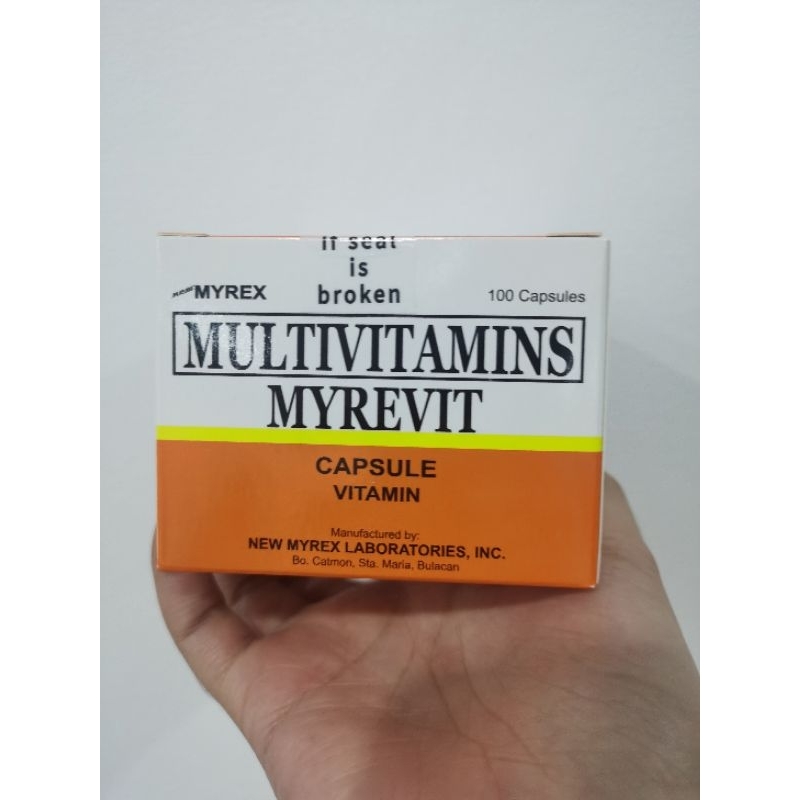 if seal
is
broken
MYREX
100 Capsules
MULTIVITAMINS
MYREVIT
CAPSULE
VITAMIN
Manufactured by:
NEW MYREX LABORATORIES, INC.
Bo. Catmon, Sta. Maria, Bulacan